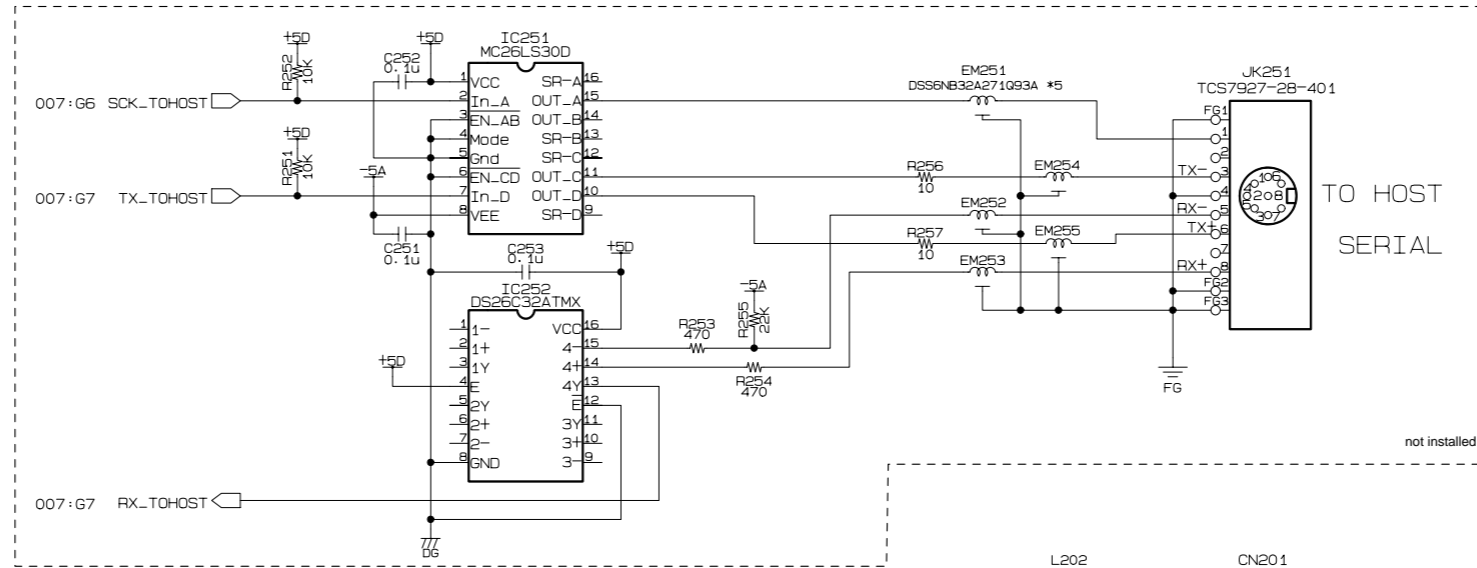 +5D
R252
10K
007:G6 SCK_TOHOST
+5D
R251
10K
007:G7 TX_TOHOST
-5A
C252
0.1u
+5D
IC251
MC26LS30D
1 VCC SR-A 16
2 In_A OUT_A 15
3 EN_AB OUT_B 14
4 Mode SR-B 13
5 Gnd SR-C 12
6 EN_CD OUT_C 11
7 In_D OUT_D 10
8 VEE SR-D 9
C251
0.1u
C253
0.1u
+5D
IC252
DS26C32ATMX
1 1- VCC 16
2 1+ 4- 15
3 1Y 4+ 14
4 E 4Y 13
5 2Y E 12
6 2+ 3Y 11
7 2- 3+ 10
8 GND 3- 9
+5D
007:G7 RX_TOHOST
DG
R253
470
-5A
R255
22K
R254
470
EM251
DSS6NB32A271Q93A *5
R256
10
EM254
EM252
R257
10
EM255
EM253
JK251
TCS7927-28-401
FG1
1
2
TX- 3
4
RX- 5
TX+ 6
7
RX+ 8
FG2
FG3
FG
TO HOST
SERIAL
not installed
L202
CN201